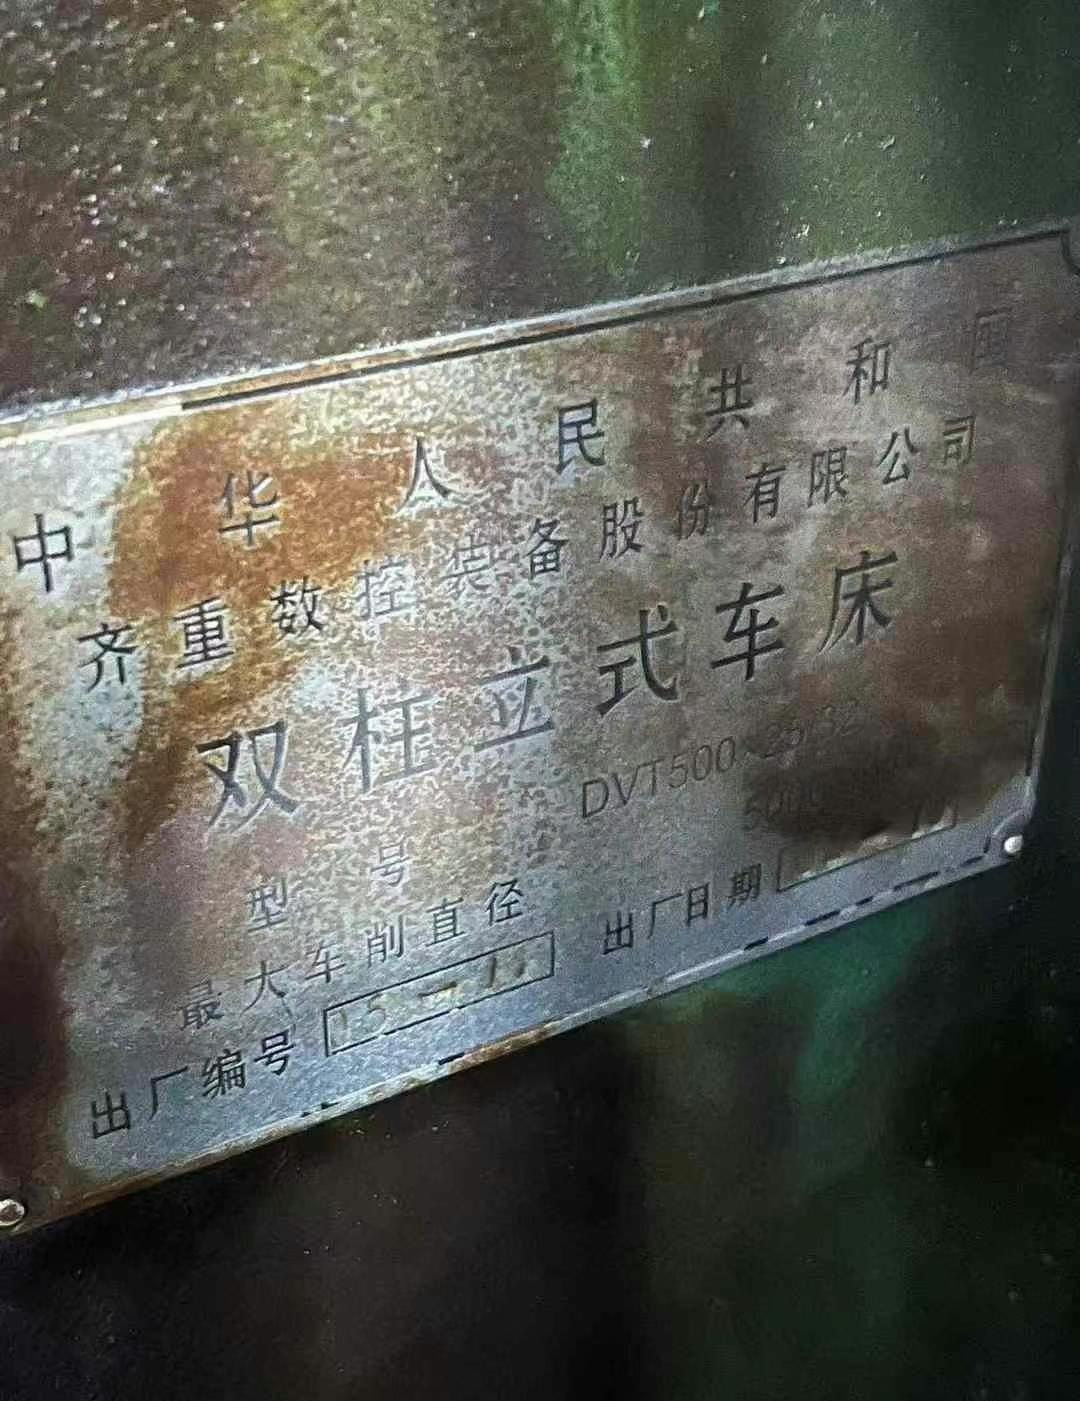 中华人民共和国
齐重数控装备股份有限公司
双柱立式车床
型号 DVT500×25/32
最大车削直径
出厂编号 出厂日期